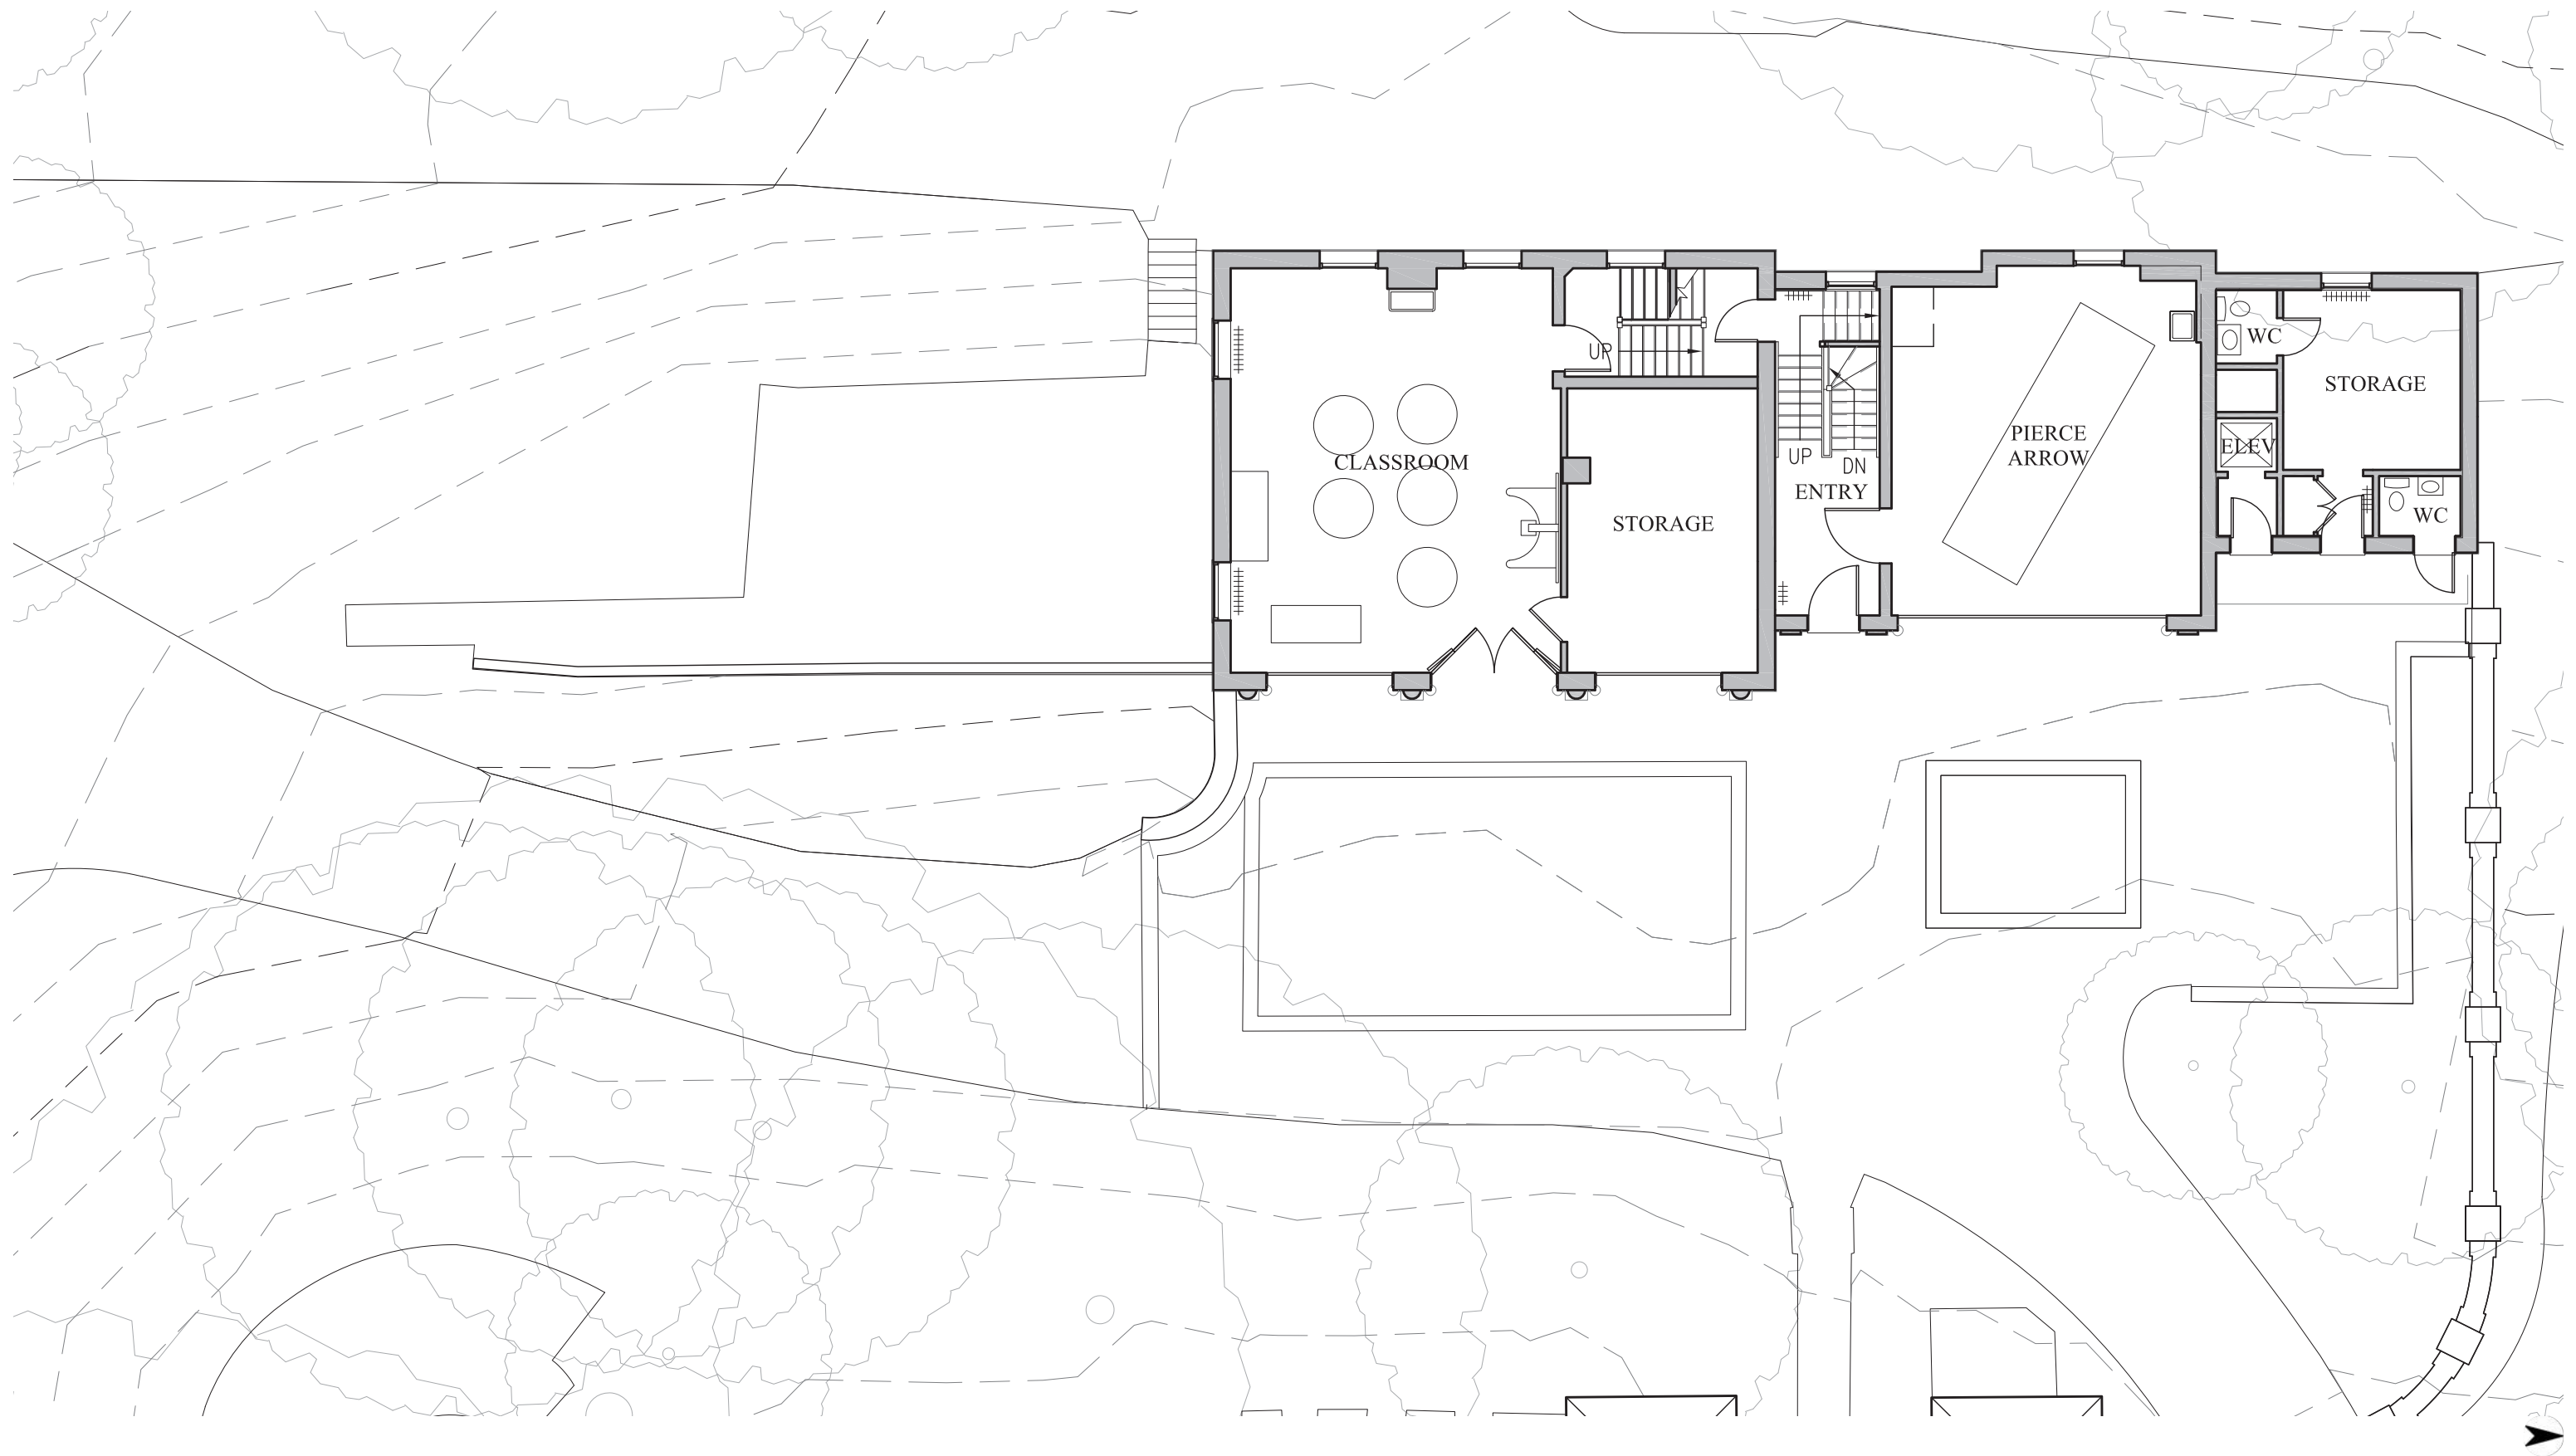 UP
WC
STORAGE
CLASSROOM
PIERCE
ARROW
ELEV
UP
DN
ENTRY
STORAGE
WC